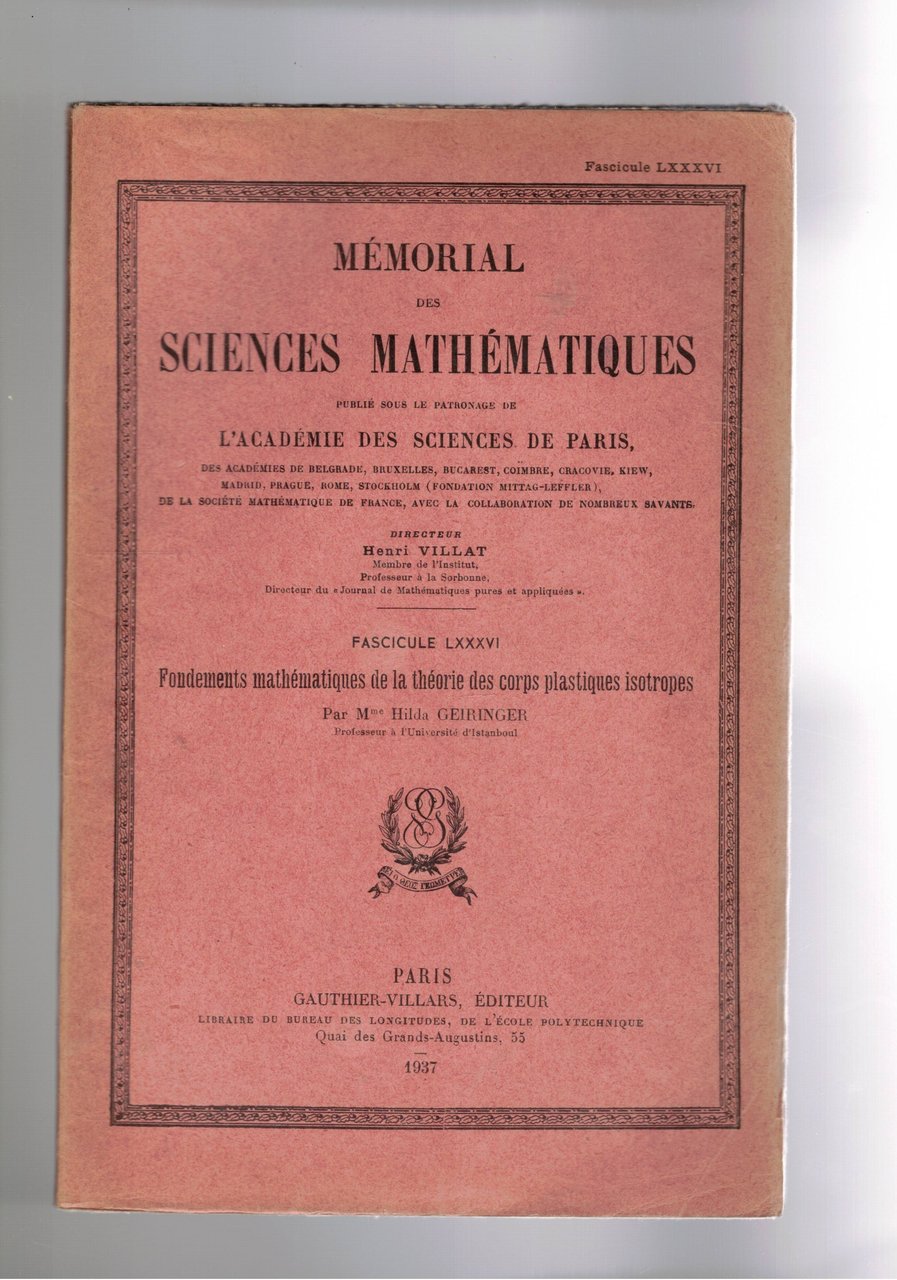 Fascicule LXXXVI
MÉMORIAL
DES
SCIENCES MATHÉMATIQUES
PUBLIÉ SOUS LE PATRONAGE DE
L'ACADÉMIE DES SCIENCES DE PARIS,
DES ACADÉMIES DE BELGRADE, BRUXELLES, BUCAREST, COÏMBRE, CRACOVIE, KIEW,
MADRID, PRAGUE, ROME, STOCKHOLM (FONDATION MITTAG-LEFFLER),
DE LA SOCIÉTÉ MATHÉMATIQUE DE FRANCE, AVEC LA COLLABORATION DE NOMBREUX SAVANTS.
DIRECTEUR
Henri VILLAT
Membre de l'Institut,
Professeur à la Sorbonne,
Directeur du « Journal de Mathématiques pures et appliquées ».
FASCICULE LXXXVI
Fondements mathématiques de la théorie des corps plastiques isotropes
Par Mme Hilda GEIRINGER
Professeur à l'Université d'Istanboul
Ο ΘΕΟΣ
PARIS
GAUTHIER-VILLARS, ÉDITEUR
LIBRAIRE DU BUREAU DES LONGITUDES, DE L'ÉCOLE POLYTECHNIQUE
Quai des Grands-Augustins, 55
1937